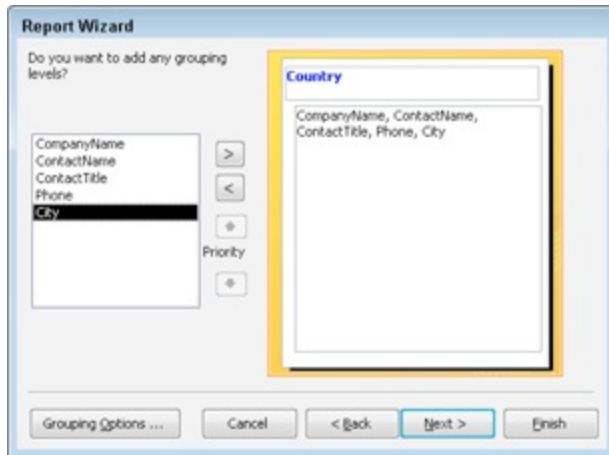 Report Wizard
Do you want to add any grouping
levels?
CompanyName
ContactName
ContactTitle
Phone
City
>
<
Priority
Country
CompanyName, ContactName,
ContactTitle, Phone, City
Grouping Options ...
Cancel
< Back
Next >
Finish